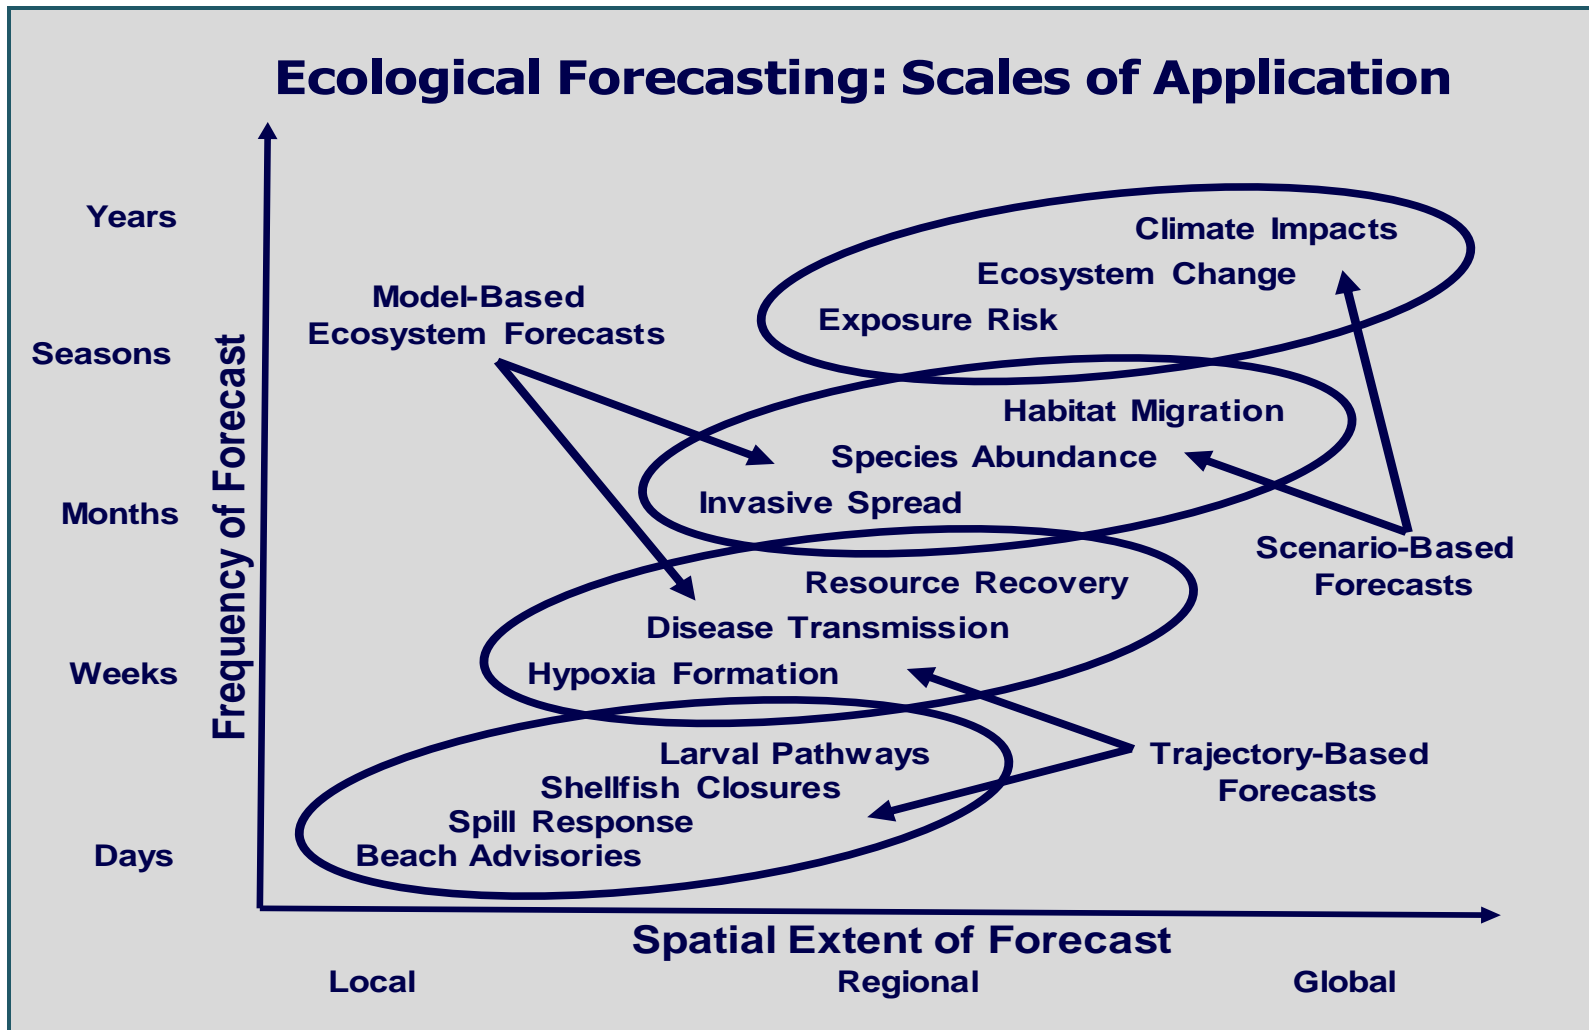 Ecological Forecasting: Scales of Application
Years
Climate Impacts
Ecosystem Change
Exposure Risk
Model-Based
Ecosystem Forecasts
Seasons
Frequency of Forecast
Habitat Migration
Species Abundance
Invasive Spread
Months
Scenario-Based
Forecasts
Resource Recovery
Disease Transmission
Hypoxia Formation
Weeks
Larval Pathways
Shellfish Closures
Spill Response
Beach Advisories
Trajectory-Based
Forecasts
Days
Spatial Extent of Forecast
Local
Regional
Global